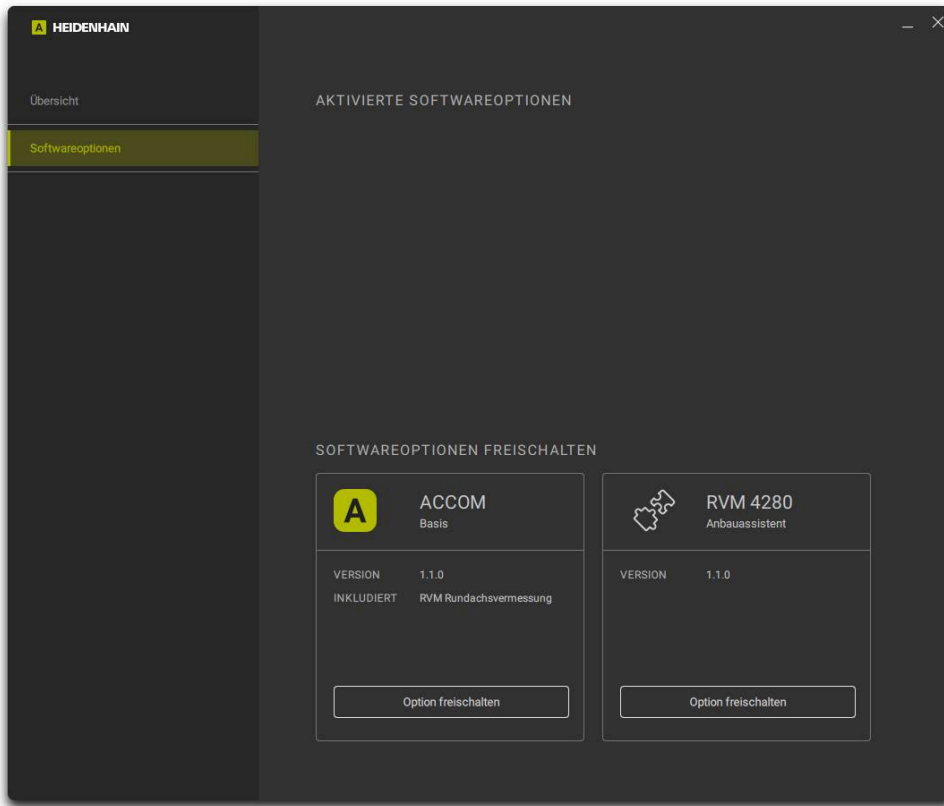 A HEIDENHAIN
Übersicht
Softwareoptionen
AKTIVIERTE SOFTWAREOPTIONEN
SOFTWAREOPTIONEN FREISCHALTEN
A
ACCOM
Basis
VERSION 1.1.0
INKLUDIERT RVM Rundachsvermessung
Option freischalten
RVM 4280
Anbauassistent
VERSION 1.1.0
Option freischalten